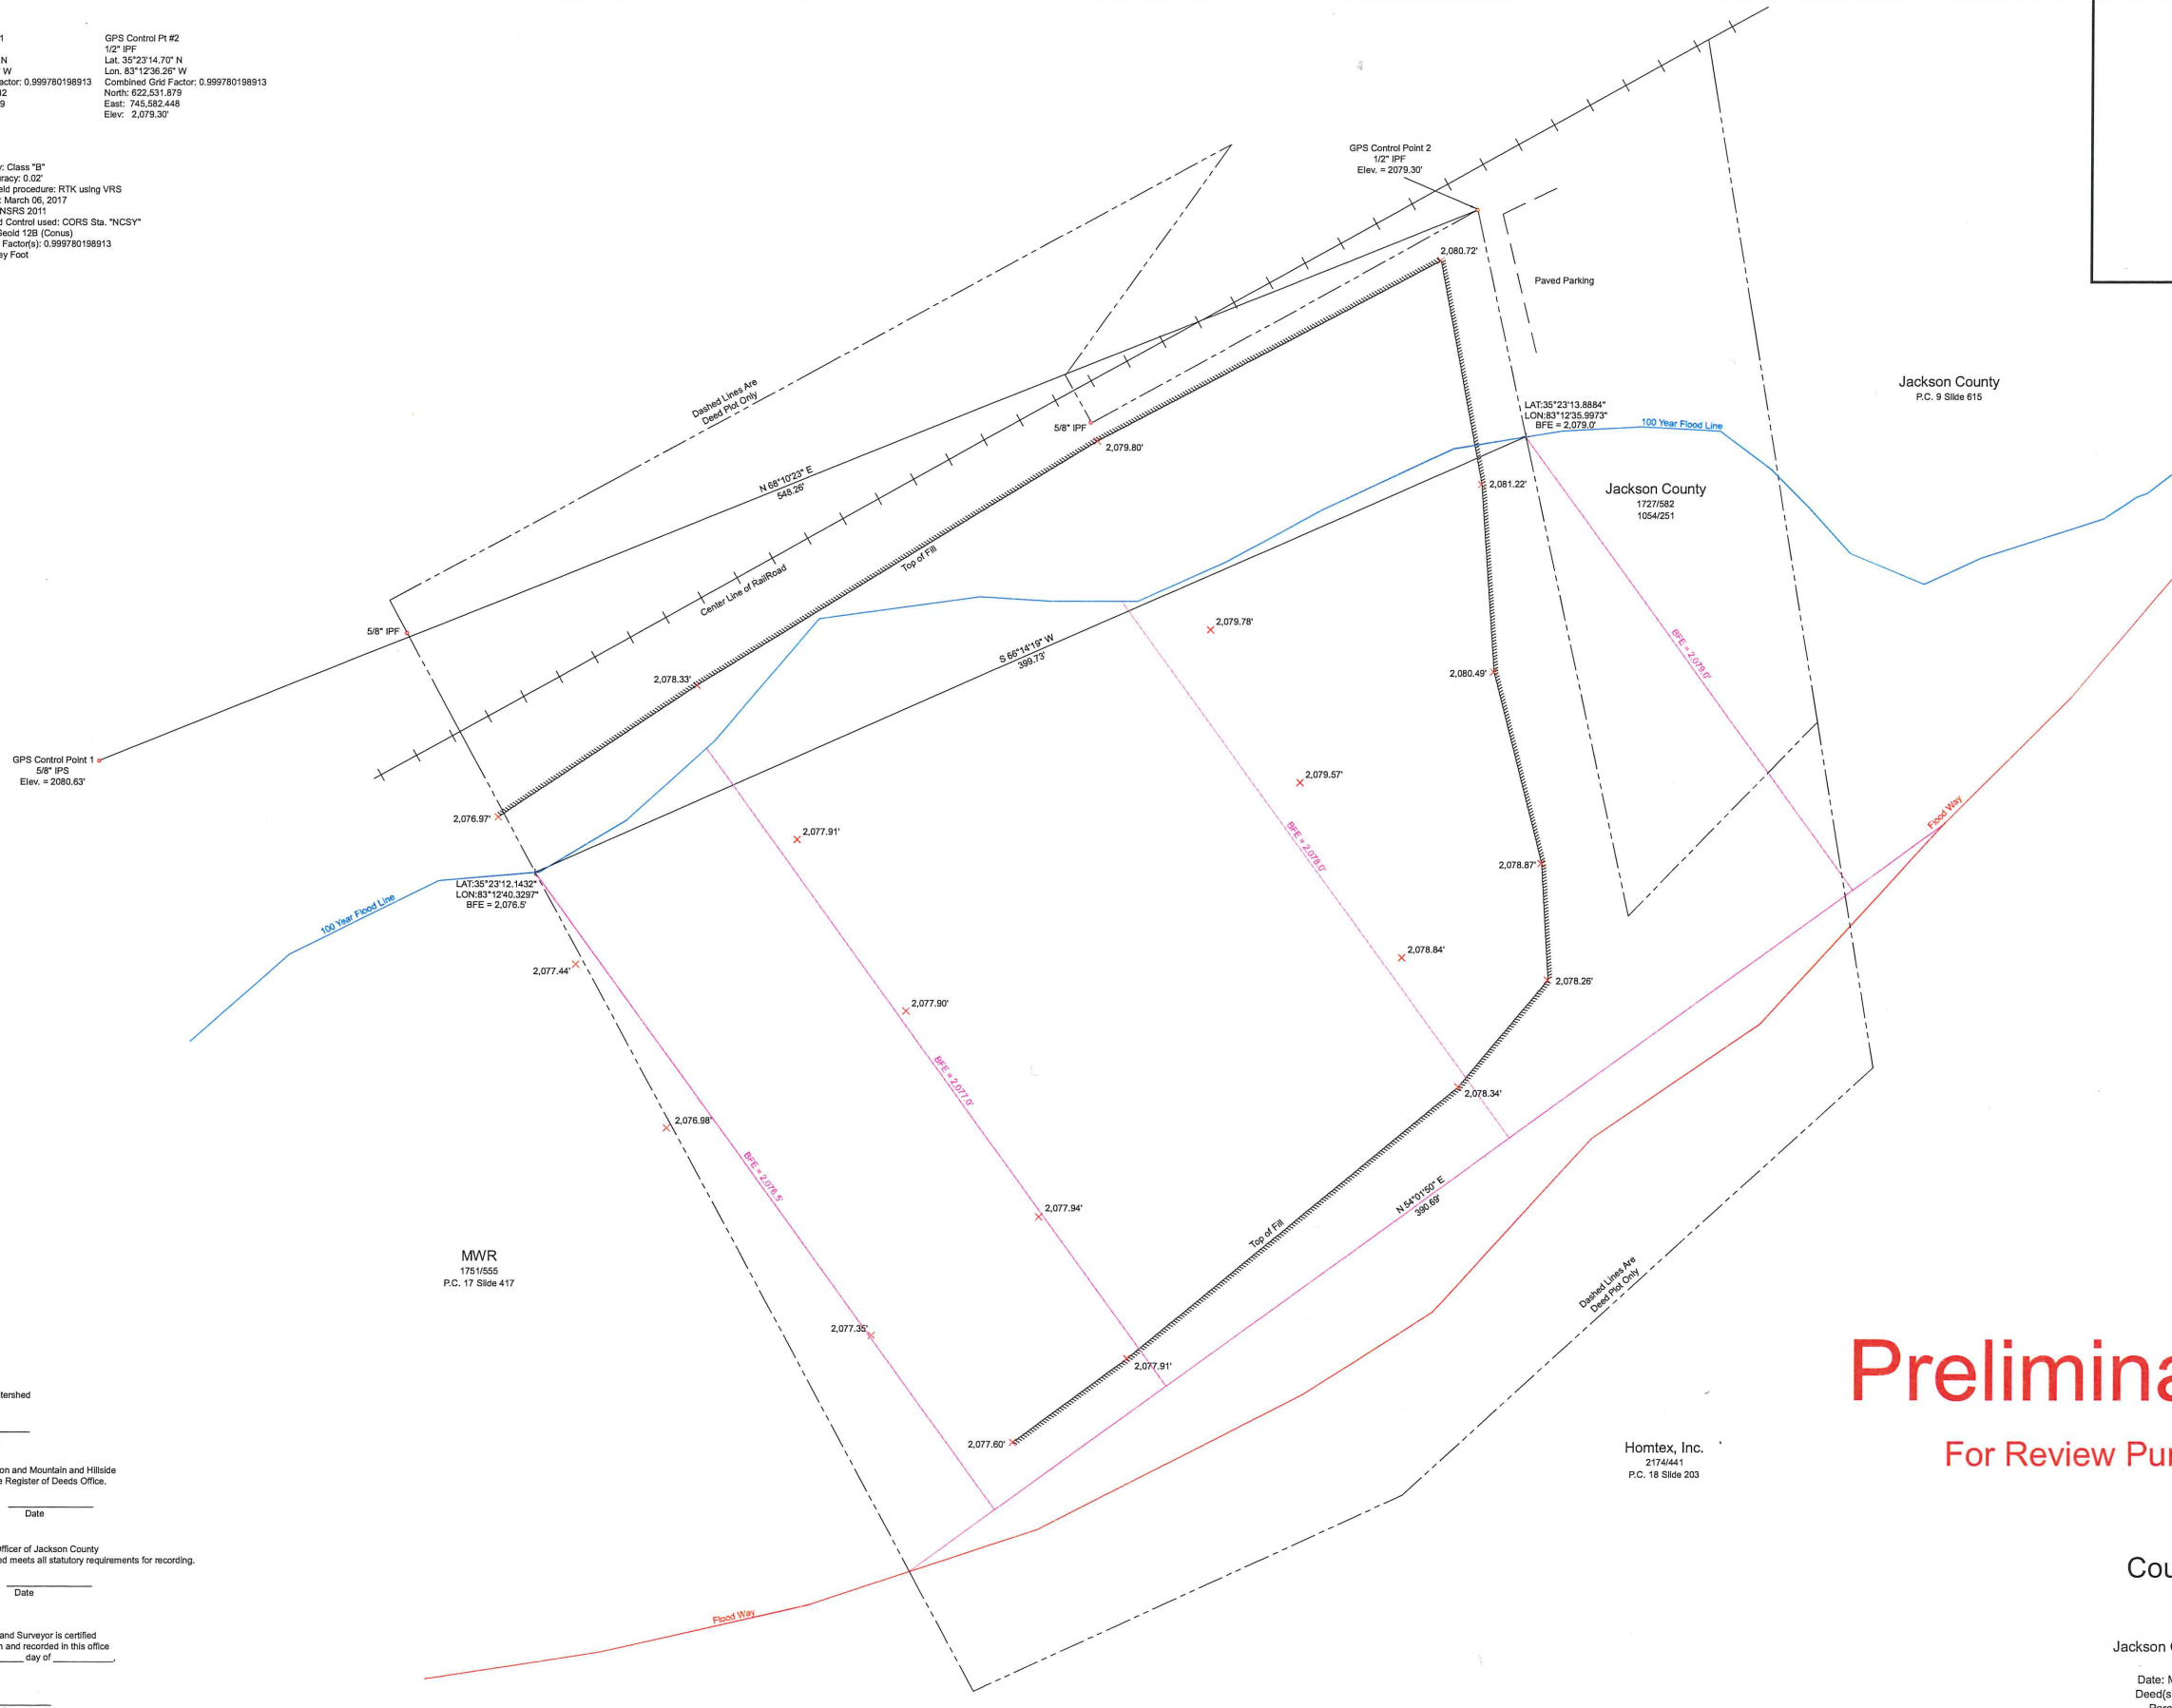 1
N
W
actor: 0.999780198913
12
9
GPS Control Pt #2
1/2" IPF
Lat. 35°23'14.70" N
Lon. 83°12'36.26" W
Combined Grid Factor: 0.999780198913
North: 622,531.879
East: 745,582.448
Elev: 2,079.30'
y: Class "B"
racy: 0.02'
eld procedure: RTK using VRS
: March 06, 2017
NSRS 2011
d Control used: CORS Sta. "NCSY"
Geoid 12B (Conus)
Factor(s): 0.999780198913
ey Foot
GPS Control Point 2
1/2" IPF
Elev. = 2079.30'
2,080.72'
Paved Parking
Dashed Lines Are
Deed Plot Only
Jackson County
P.C. 9 Slide 615
LAT:35°23'13.8884"
LON:83°12'35.9973"
BFE = 2,079.0'
100 Year Flood Line
5/8" IPF
2,079.80'
N 68°10'23" E
548.26'
2,081.22'
Jackson County
1727/582
1054/251
Top of Fill
Center Line of RailRoad
5/8" IPF
2,079.78'
S 66°14'19" W
399.73'
BFE = 2,079.0'
2,078.33'
2,080.49'
GPS Control Point 1
5/8" IPS
Elev. = 2080.63'
2,079.57'
2,076.97'
2,077.91'
BFE = 2,078.0'
Flood Way
2,078.87'
LAT:35°23'12.1432"
LON:83°12'40.3297"
BFE = 2,076.5'
100 Year Flood Line
2,078.84'
2,077.44'
2,078.26'
2,077.90'
BFE = 2,077.0'
2,078.34'
2,076.98'
BFE = 2,076.5'
N 54°01'50" E
390.69'
2,077.94'
Top of Fill
MWR
1751/555
P.C. 17 Slide 417
Dashed Lines Are
Deed Plot Only
2,077.35'
2,077.91'
Prelimina
For Review Pur
2,077.60'
Homtex, Inc.
2174/441
P.C. 18 Slide 203
tershed
on and Mountain and Hillside
e Register of Deeds Office.
Date
Officer of Jackson County
ed meets all statutory requirements for recording.
Date
Flood Way
and Surveyor is certified
n and recorded in this office
day of
Cou
Jackson
Date: M
Deed(s